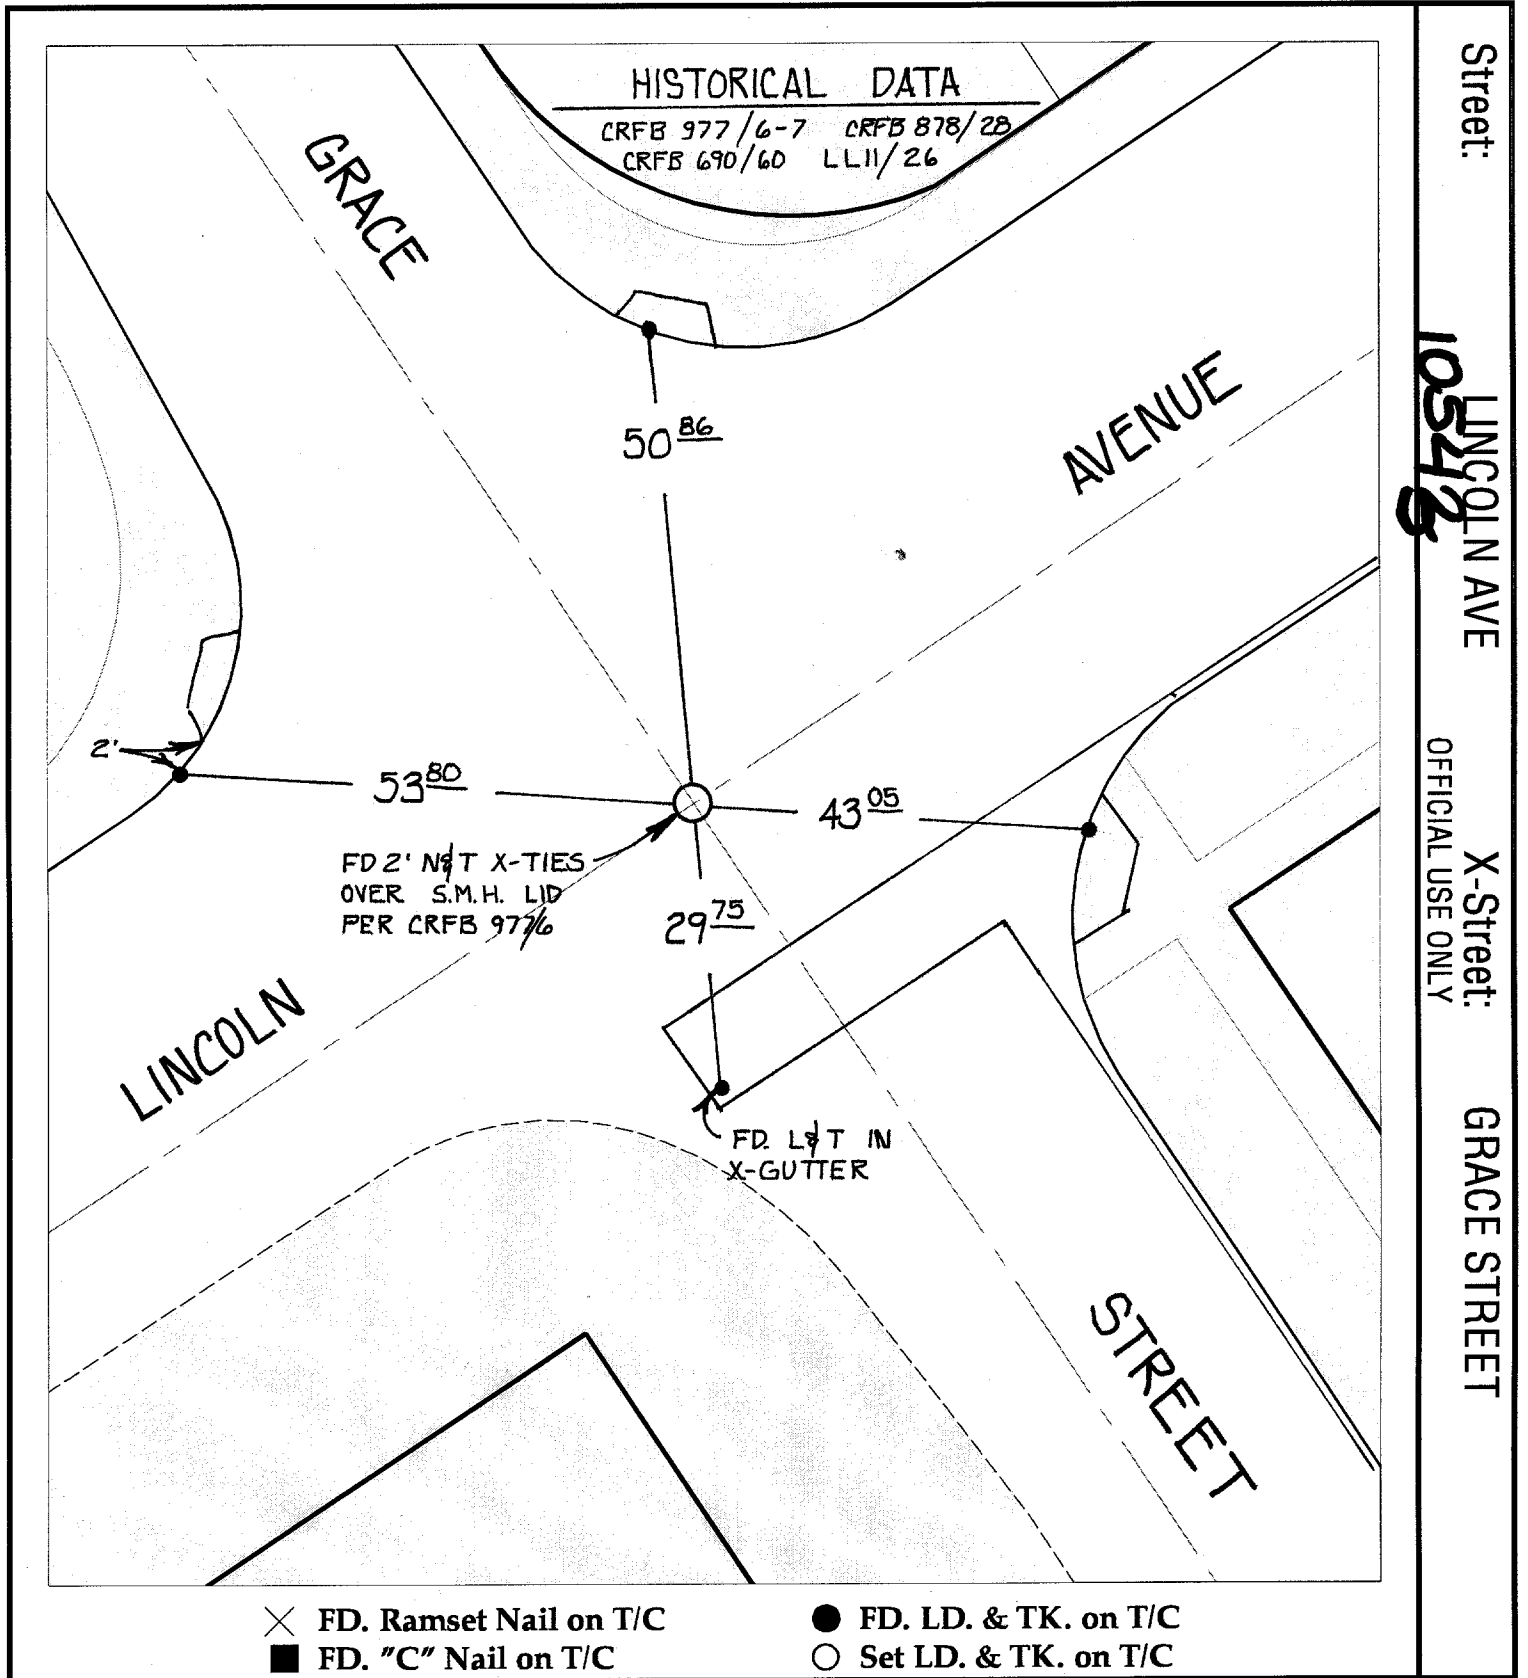 HISTORICAL DATA
CRFB 977/6-7 CRFB 878/28
CRFB 690/60 LL11/26
GRACE
AVENUE
50 86
2'
53 80
43 05
FD 2' N&T X-TIES
OVER S.M.H. LID
PER CRFB 977/6
29 75
LINCOLN
FD. L&T IN
X-GUTTER
STREET
FD. Ramset Nail on T/C
FD. "C" Nail on T/C
FD. LD. & TK. on T/C
Set LD. & TK. on T/C
Street: LINCOLN AVE X-Street: GRACE STREET
OFFICIAL USE ONLY